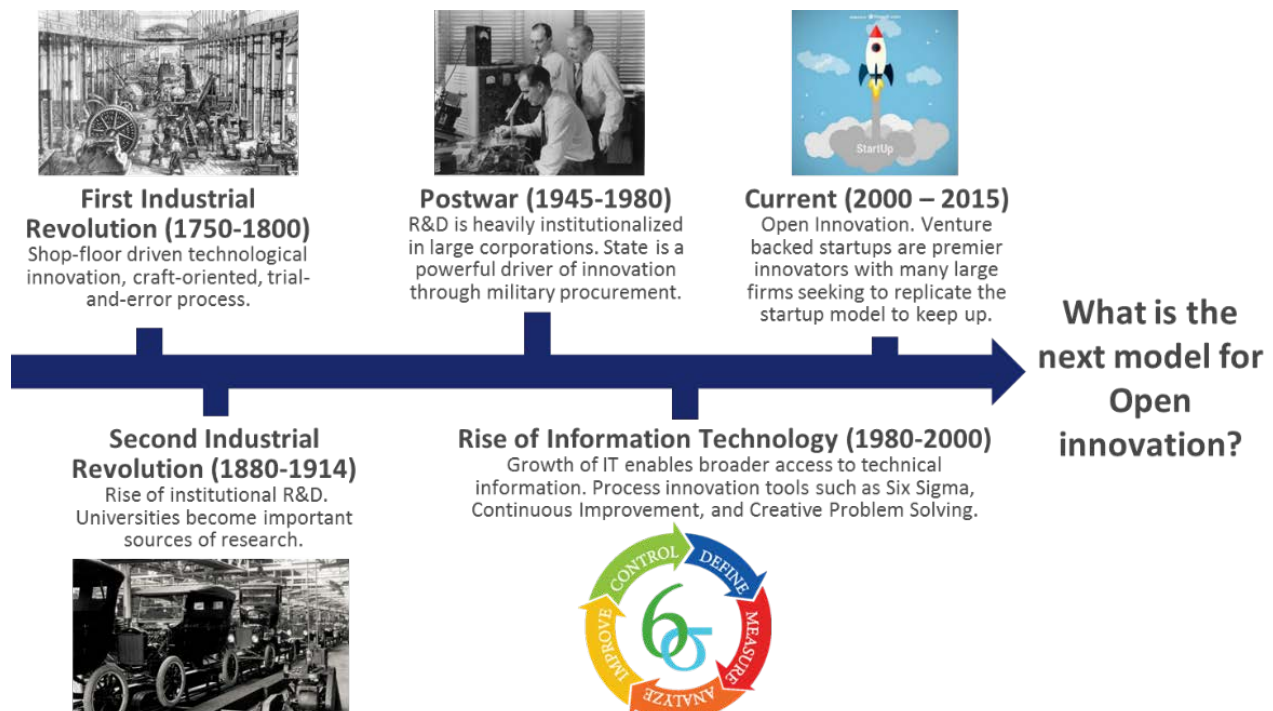 First Industrial
Revolution (1750-1800)
Shop-floor driven technological
innovation, craft-oriented, trial-
and-error process.
Postwar (1945-1980)
R&D is heavily institutionalized
in large corporations. State is a
powerful driver of innovation
through military procurement.
StartUp
Current (2000 – 2015)
Open Innovation. Venture
backed startups are premier
innovators with many large
firms seeking to replicate the
startup model to keep up.
What is the
next model for
Open
innovation?
Second Industrial
Revolution (1880-1914)
Rise of institutional R&D.
Universities become important
sources of research.
Rise of Information Technology (1980-2000)
Growth of IT enables broader access to technical
information. Process innovation tools such as Six Sigma,
Continuous Improvement, and Creative Problem Solving.
CONTROL
DEFINE
MEASURE
ANALYZE
IMPROVE
6σ